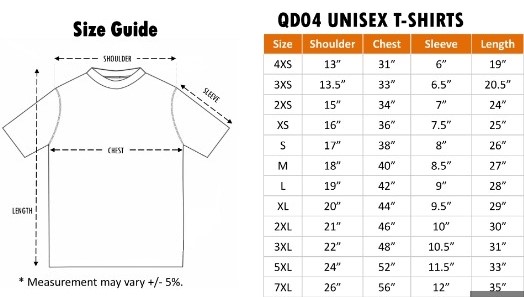 Size Guide
SHOULDER
SLEEVE
CHEST
LENGTH
* Measurement may vary +/- 5%.
QD04 UNISEX T-SHIRTS
Size Shoulder Chest Sleeve Length
4XS 13” 31” 6” 19”
3XS 13.5” 33” 6.5” 20.5”
2XS 15” 34” 7” 24”
XS 16” 36” 7.5” 25”
S 17” 38” 8” 26”
M 18” 40” 8.5” 27”
L 19” 42” 9” 28”
XL 20” 44” 9.5” 29”
2XL 21” 46” 10” 30”
3XL 22” 48” 10.5” 31”
5XL 24” 52” 11.5” 33”
7XL 26” 56” 12” 35”